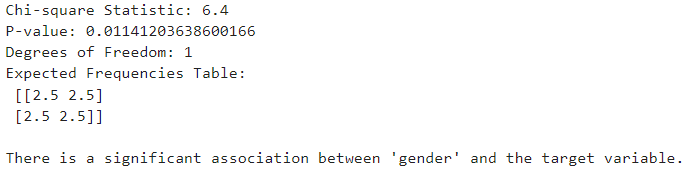 Chi-square Statistic: 6.4
P-value: 0.01141203638600166
Degrees of Freedom: 1
Expected Frequencies Table:
 [[2.5 2.5]
 [2.5 2.5]]

There is a significant association between 'gender' and the target variable.